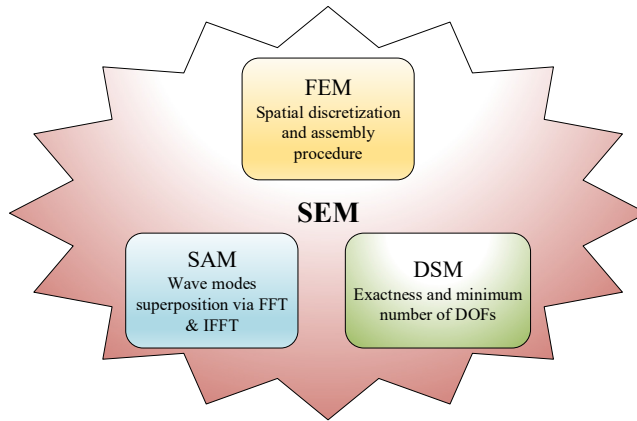 FEM
Spatial discretization
and assembly
procedure
SEM
SAM
Wave modes
superposition via FFT
& IFFT
DSM
Exactness and minimum
number of DOFs